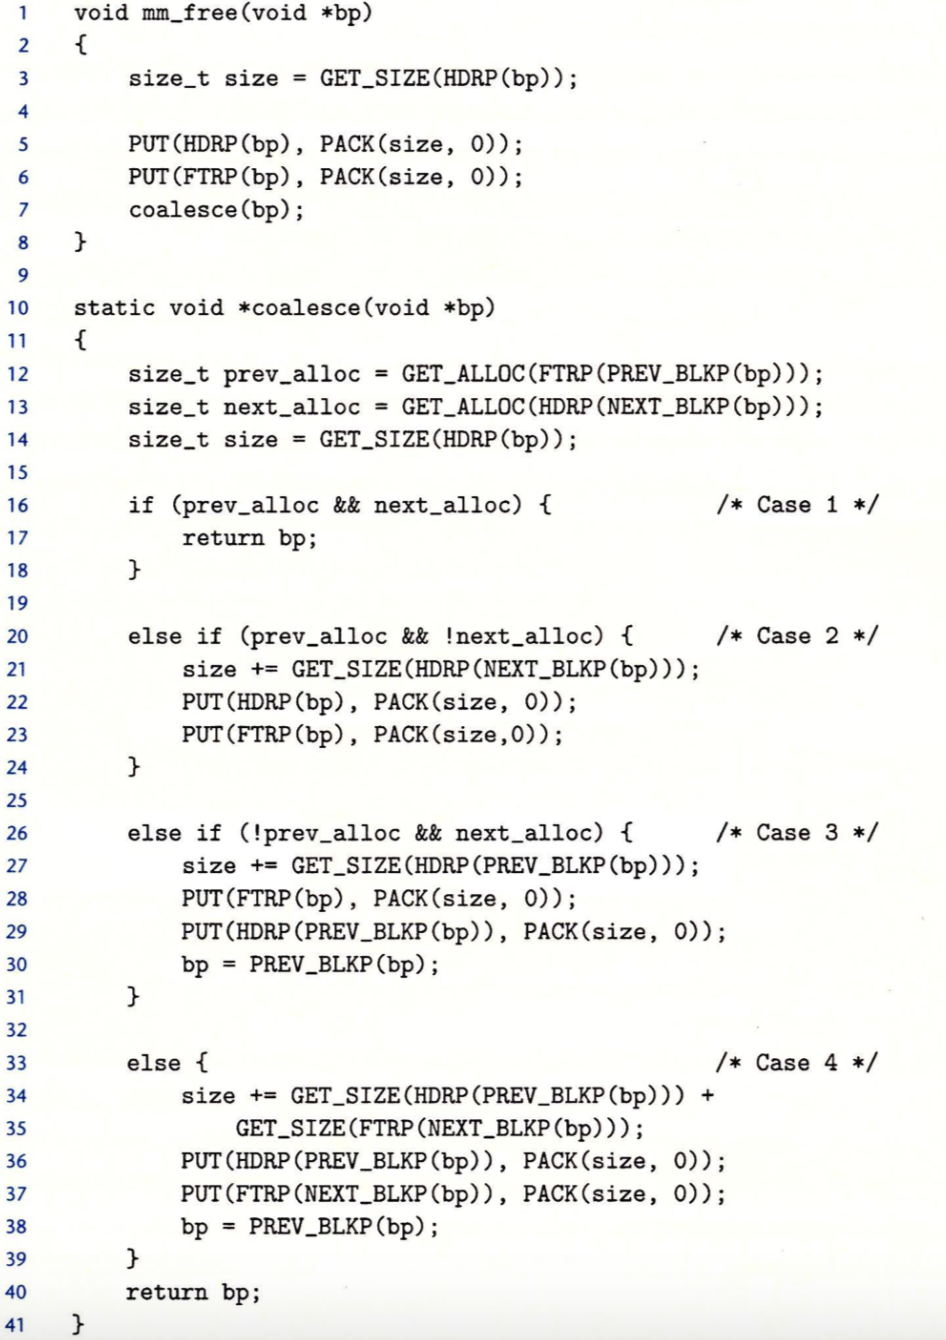 1 void mm_free(void *bp)
2 {
3 size_t size = GET_SIZE(HDRP(bp));
4
5 PUT(HDRP(bp), PACK(size, 0));
6 PUT(FTRP(bp), PACK(size, 0));
7 coalesce(bp);
8 }
9
10 static void *coalesce(void *bp)
11 {
12 size_t prev_alloc = GET_ALLOC(FTRP(PREV_BLKP(bp)));
13 size_t next_alloc = GET_ALLOC(HDRP(NEXT_BLKP(bp)));
14 size_t size = GET_SIZE(HDRP(bp));
15
16 if (prev_alloc && next_alloc) { /* Case 1 */
17 return bp;
18 }
19
20 else if (prev_alloc && !next_alloc) { /* Case 2 */
21 size += GET_SIZE(HDRP(NEXT_BLKP(bp)));
22 PUT(HDRP(bp), PACK(size, 0));
23 PUT(FTRP(bp), PACK(size,0));
24 }
25
26 else if (!prev_alloc && next_alloc) { /* Case 3 */
27 size += GET_SIZE(HDRP(PREV_BLKP(bp)));
28 PUT(FTRP(bp), PACK(size, 0));
29 PUT(HDRP(PREV_BLKP(bp)), PACK(size, 0));
30 bp = PREV_BLKP(bp);
31 }
32
33 else { /* Case 4 */
34 size += GET_SIZE(HDRP(PREV_BLKP(bp))) +
35 GET_SIZE(FTRP(NEXT_BLKP(bp)));
36 PUT(HDRP(PREV_BLKP(bp)), PACK(size, 0));
37 PUT(FTRP(NEXT_BLKP(bp)), PACK(size, 0));
38 bp = PREV_BLKP(bp);
39 }
40 return bp;
41 }